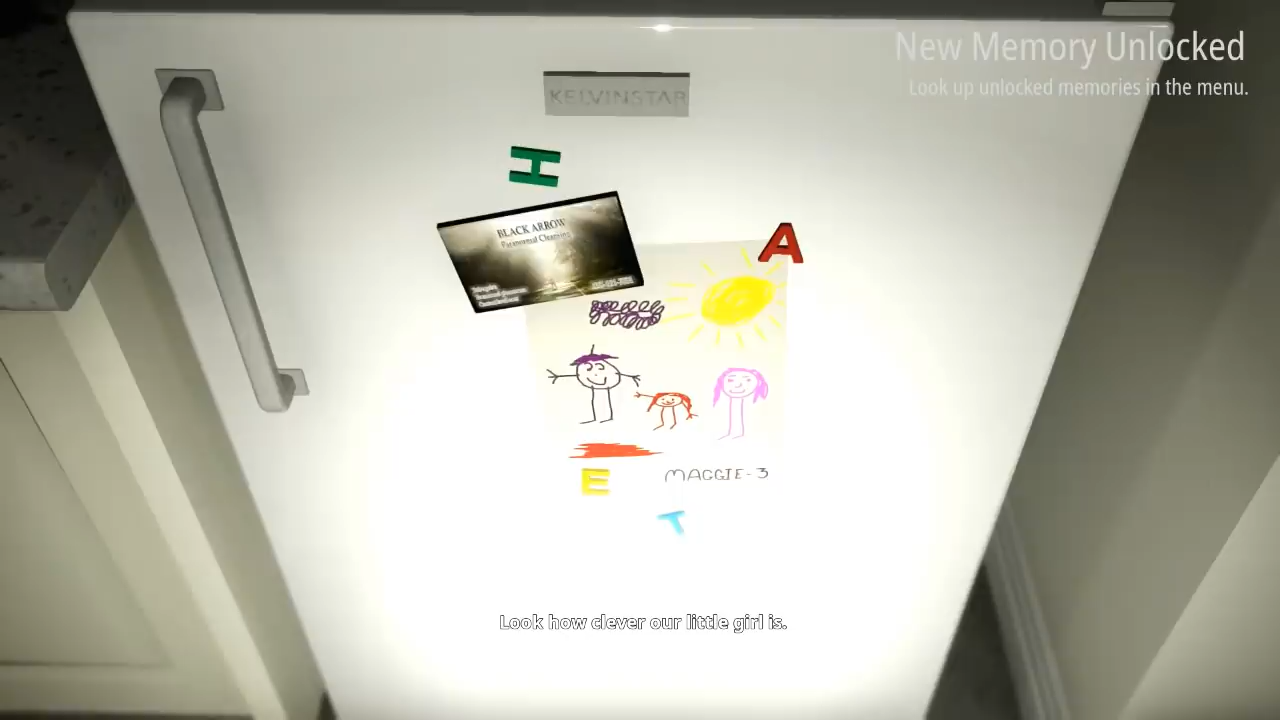 New Memory Unlocked
Look up unlocked memories in the menu.
KELVINSTAR
H
BLACK ARROW
Paranormal Cleansing
A
E
MAGGIE-3
T
Look how clever our little girl is.